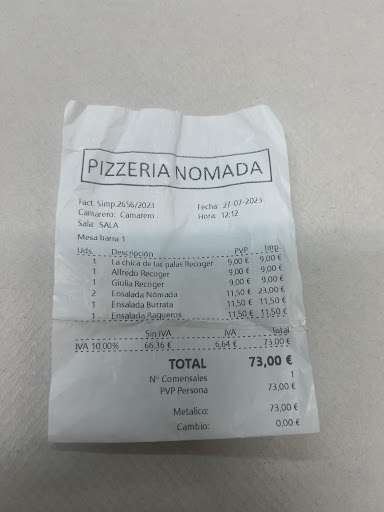 PIZZERIA NOMADA
Fact. Simp.2656/2023 Fecha: 27-07-2023
Camarero: Camarero Hora: 12:12
Sala: SALA
Mesa barra 1
Uds. Descripción PVP Imp.
1 La chica de las palas Recoger 9,00 € 9,00 €
1 Alfredo Recoger 9,00 € 9,00 €
1 Giulia Recoger 9,00 € 9,00 €
2 Ensalada Nómada 11,50 € 23,00 €
1 Ensalada Burrata 11,50 € 11,50 €
1 Ensalada Raqueros 11,50 € 11,50 €
Sin IVA IVA Total
IVA 10,00% 66,36 € 6,64 € 73,00 €
TOTAL 73,00 €
Nº Comensales 1
PVP Persona 73,00 €
Metalico: 73,00 €
Cambio: 0,00 €